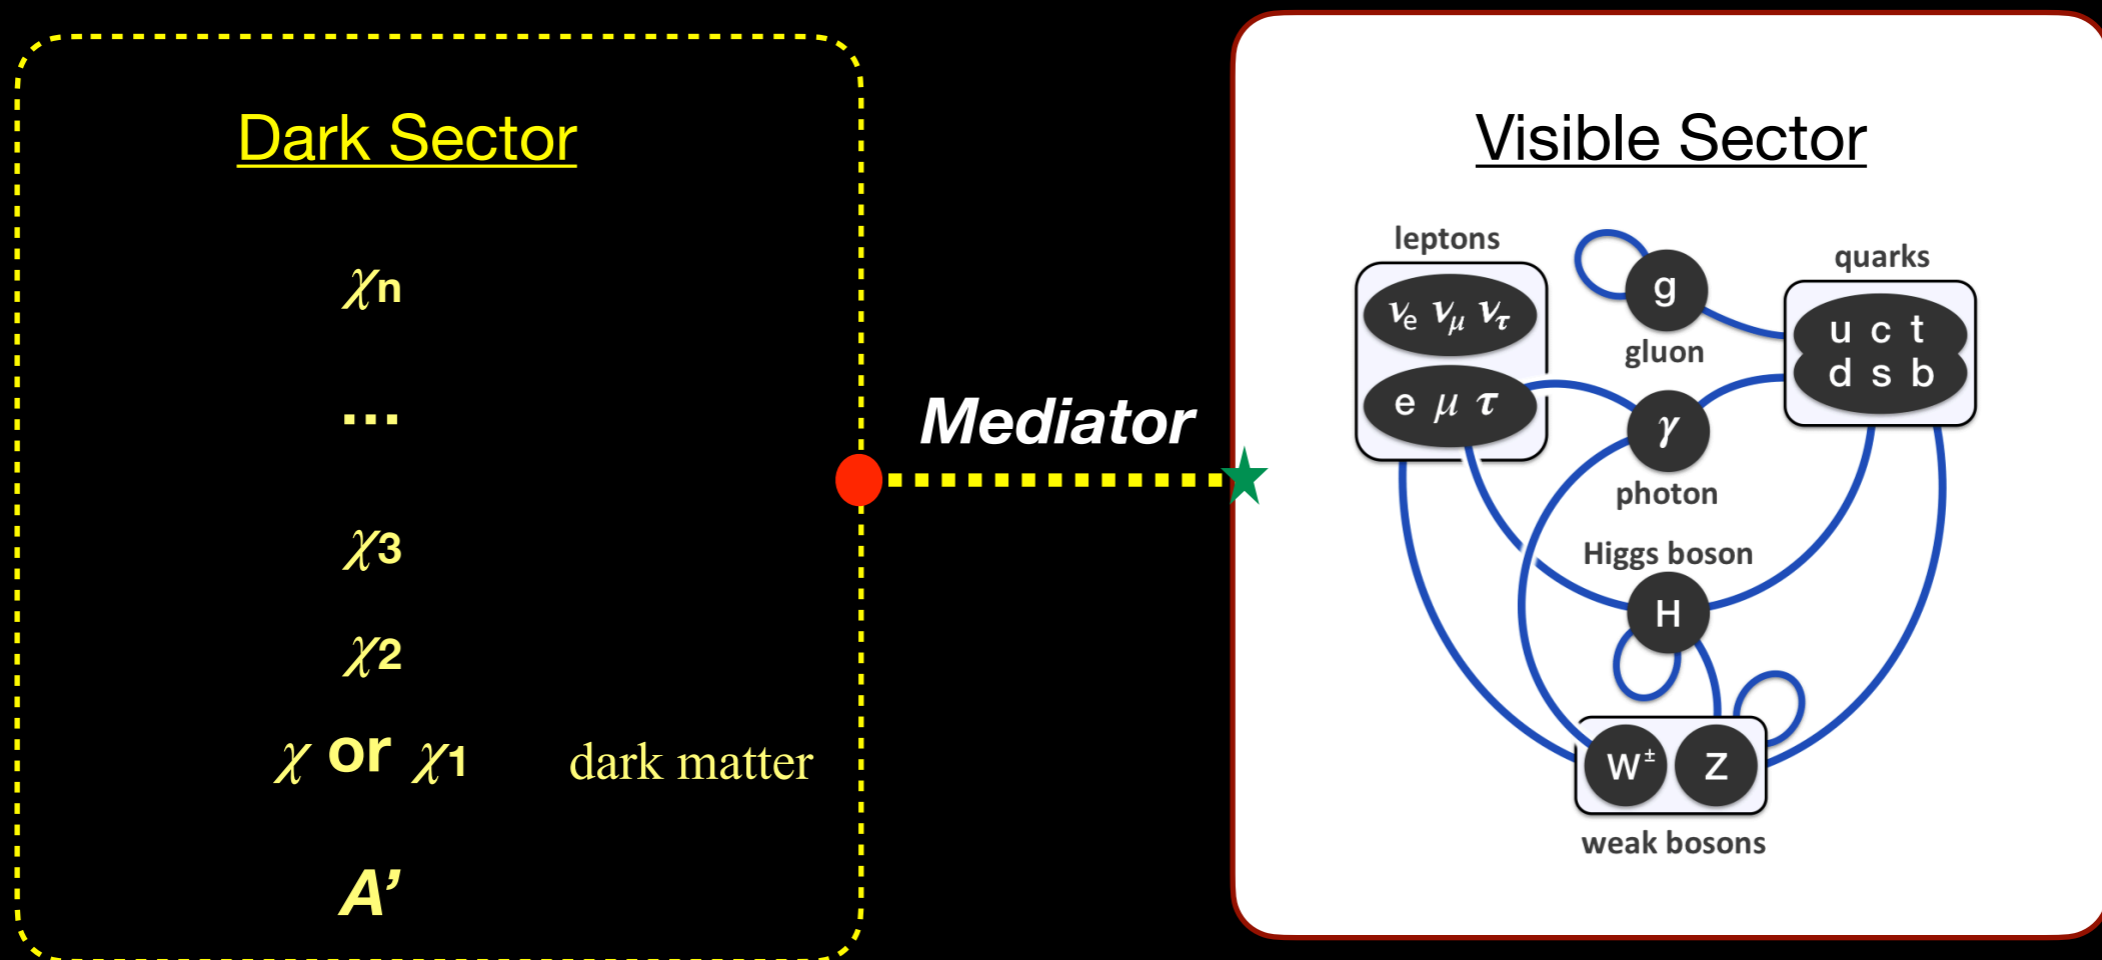 Dark Sector
χn
...
χ3
χ2
χ or χ1 dark matter
A’
Mediator
Visible Sector
leptons
νe νμ ντ
e μ τ
g
gluon
quarks
u c t
d s b
γ
photon
Higgs boson
H
W± Z
weak bosons